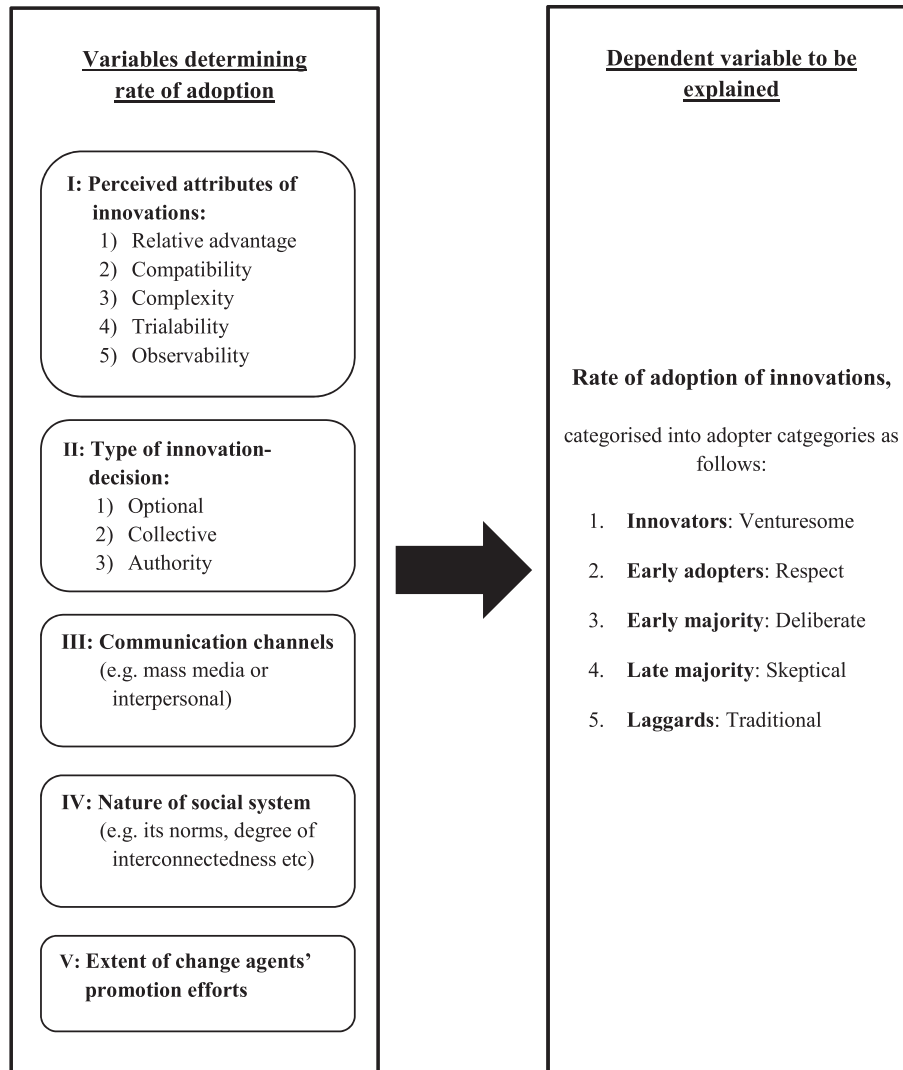 Variables determining
rate of adoption
I: Perceived attributes of
innovations:
1) Relative advantage
2) Compatibility
3) Complexity
4) Trialability
5) Observability
II: Type of innovation-
decision:
1) Optional
2) Collective
3) Authority
III: Communication channels
(e.g. mass media or
interpersonal)
IV: Nature of social system
(e.g. its norms, degree of
interconnectedness etc)
V: Extent of change agents’
promotion efforts
Dependent variable to be
explained
Rate of adoption of innovations,
categorised into adopter catgegories as
follows:
1. Innovators: Venturesome
2. Early adopters: Respect
3. Early majority: Deliberate
4. Late majority: Skeptical
5. Laggards: Traditional